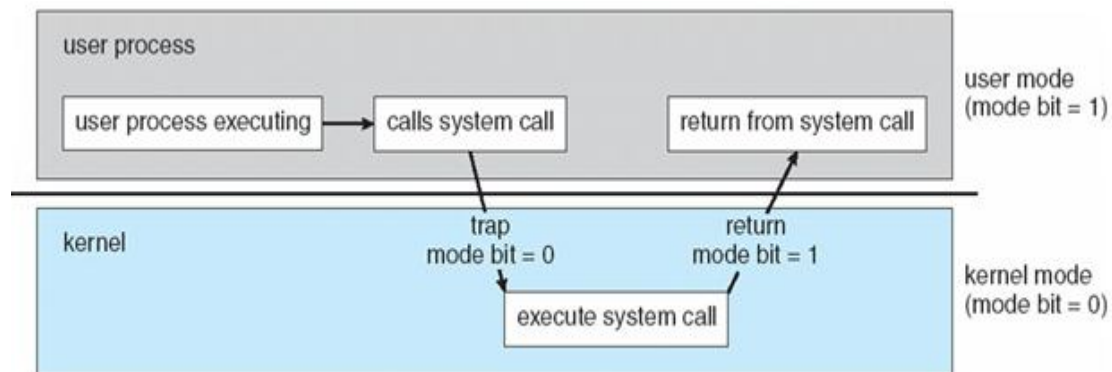 user process
user process executing
calls system call
return from system call
user mode
(mode bit = 1)
kernel
trap
mode bit = 0
return
mode bit = 1
execute system call
kernel mode
(mode bit = 0)